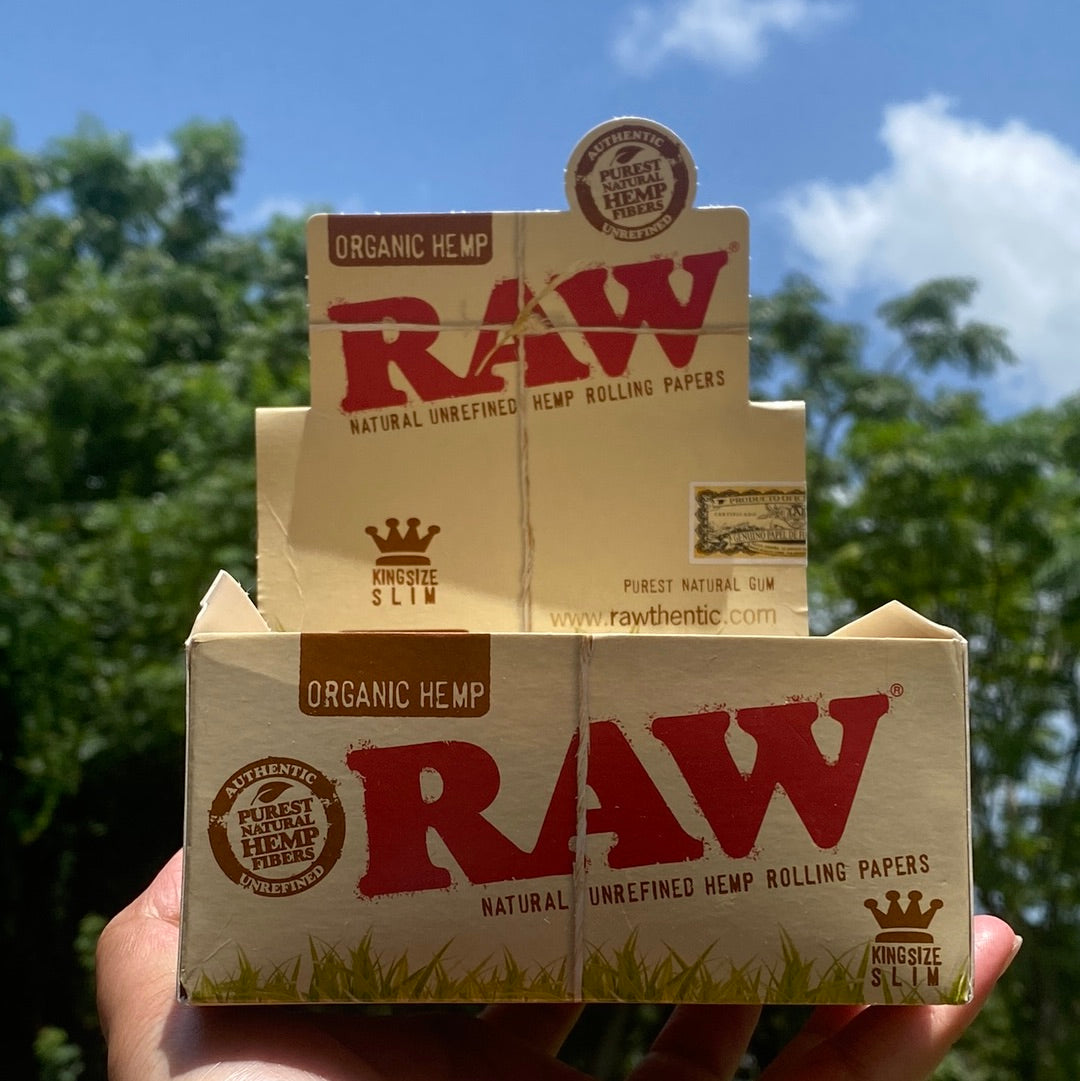 AUTHENTIC
PUREST
NATURAL
HEMP
FIBERS
UNREFINED
ORGANIC HEMP
RAW®
NATURAL UNREFINED HEMP ROLLING PAPERS
PRODUCTO OFIC
KINGSIZE
SLIM
PUREST NATURAL GUM
www.rawthentic.com
ORGANIC HEMP
RAW®
AUTHENTIC
PUREST
NATURAL
HEMP
FIBERS
UNREFINED
NATURAL UNREFINED HEMP ROLLING PAPERS
KINGSIZE
SLIM